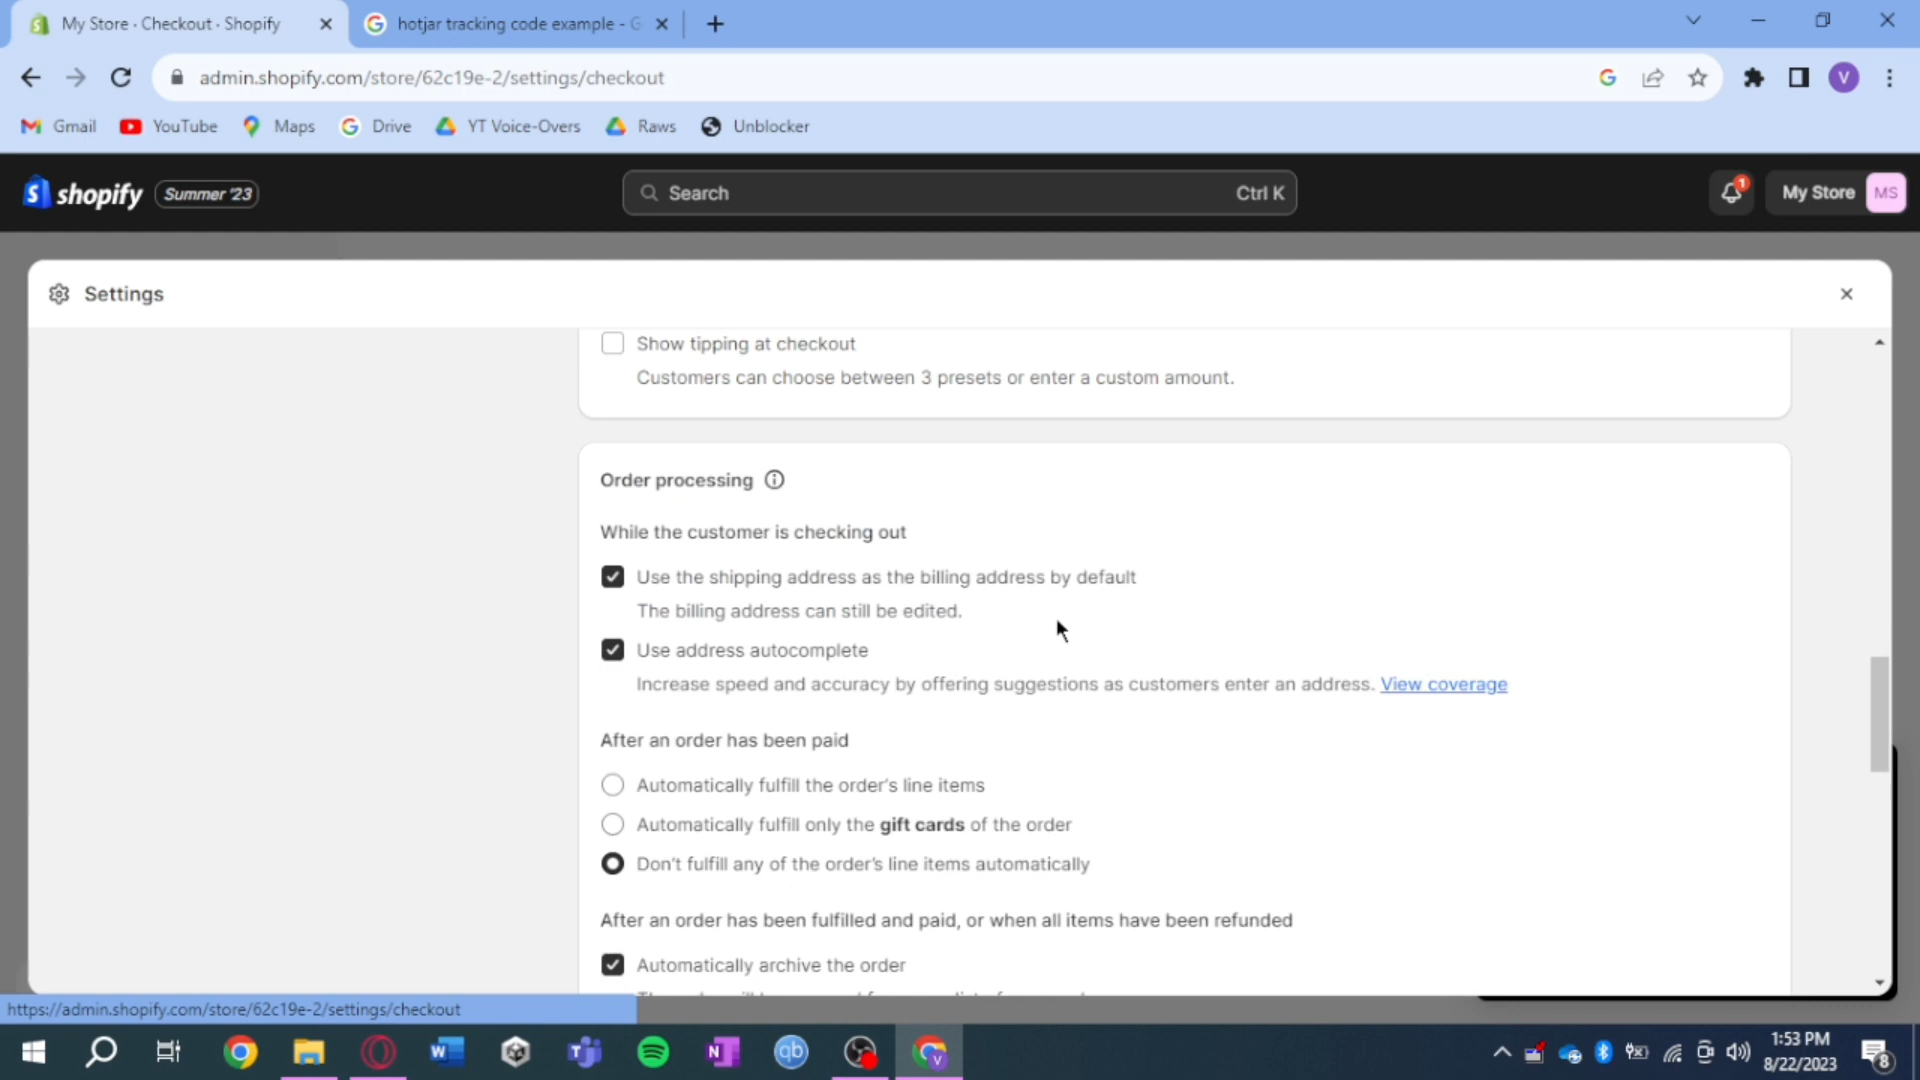 My Store · Checkout · Shopify
hotjar tracking code example - G
admin.shopify.com/store/62c19e-2/settings/checkout
V
Gmail
YouTube
Maps
Drive
YT Voice-Overs
Raws
Unblocker
shopify
Summer '23
Search
Ctrl K
1
My Store
MS
Settings
Show tipping at checkout
Customers can choose between 3 presets or enter a custom amount.
Order processing
While the customer is checking out
Use the shipping address as the billing address by default
The billing address can still be edited.
Use address autocomplete
Increase speed and accuracy by offering suggestions as customers enter an address. View coverage
After an order has been paid
Automatically fulfill the order's line items
Automatically fulfill only the gift cards of the order
Don't fulfill any of the order's line items automatically
After an order has been fulfilled and paid, or when all items have been refunded
Automatically archive the order
https://admin.shopify.com/store/62c19e-2/settings/checkout
1:53 PM
8/22/2023
8